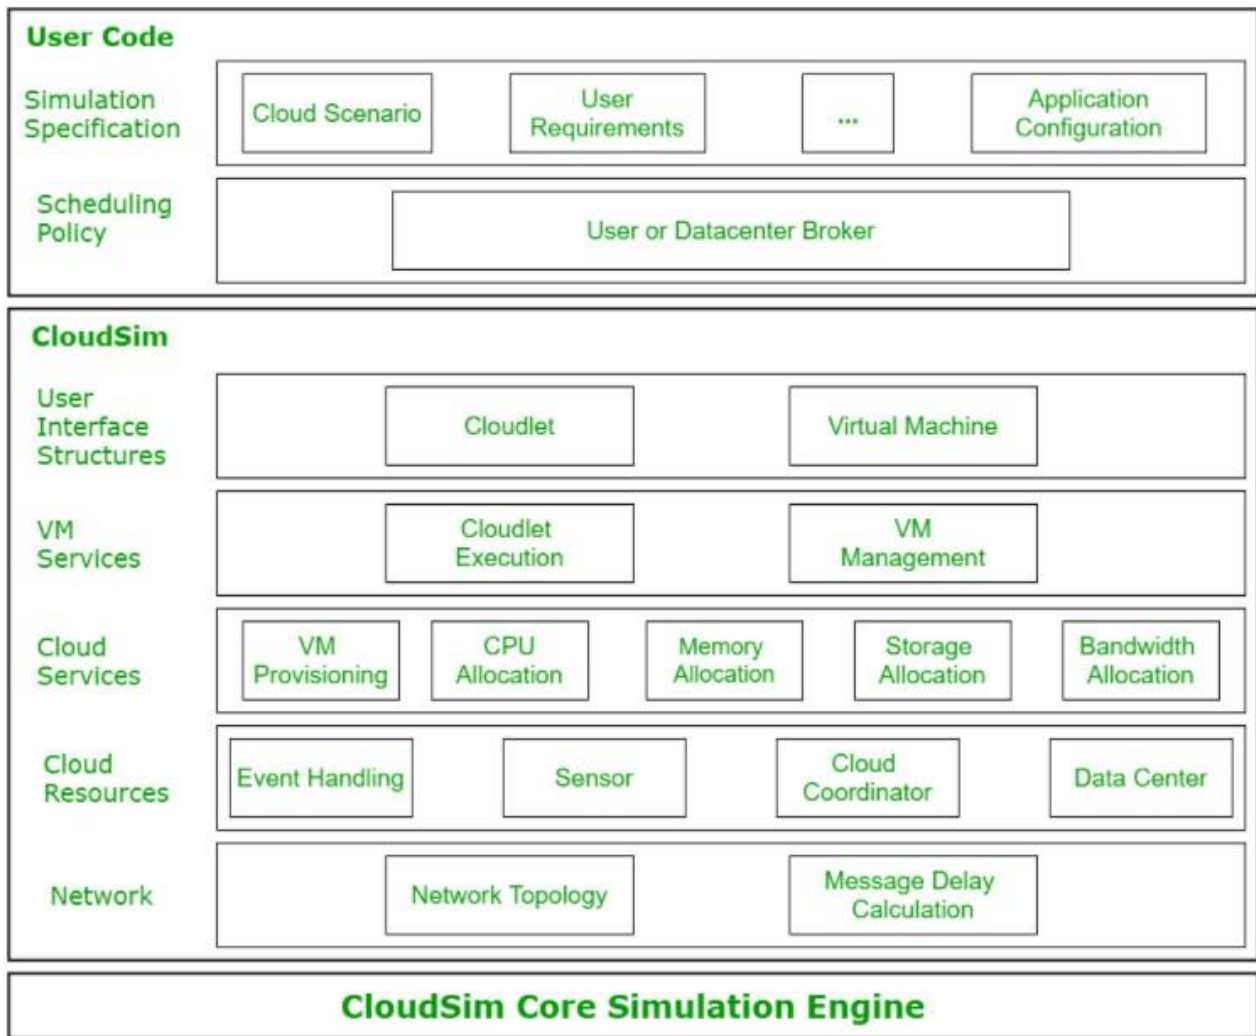 User Code
Simulation
Specification
Cloud Scenario
User
Requirements
...
Application
Configuration
Scheduling
Policy
User or Datacenter Broker
CloudSim
User
Interface
Structures
Cloudlet
Virtual Machine
VM
Services
Cloudlet
Execution
VM
Management
Cloud
Services
VM
Provisioning
CPU
Allocation
Memory
Allocation
Storage
Allocation
Bandwidth
Allocation
Cloud
Resources
Event Handling
Sensor
Cloud
Coordinator
Data Center
Network
Network Topology
Message Delay
Calculation
CloudSim Core Simulation Engine